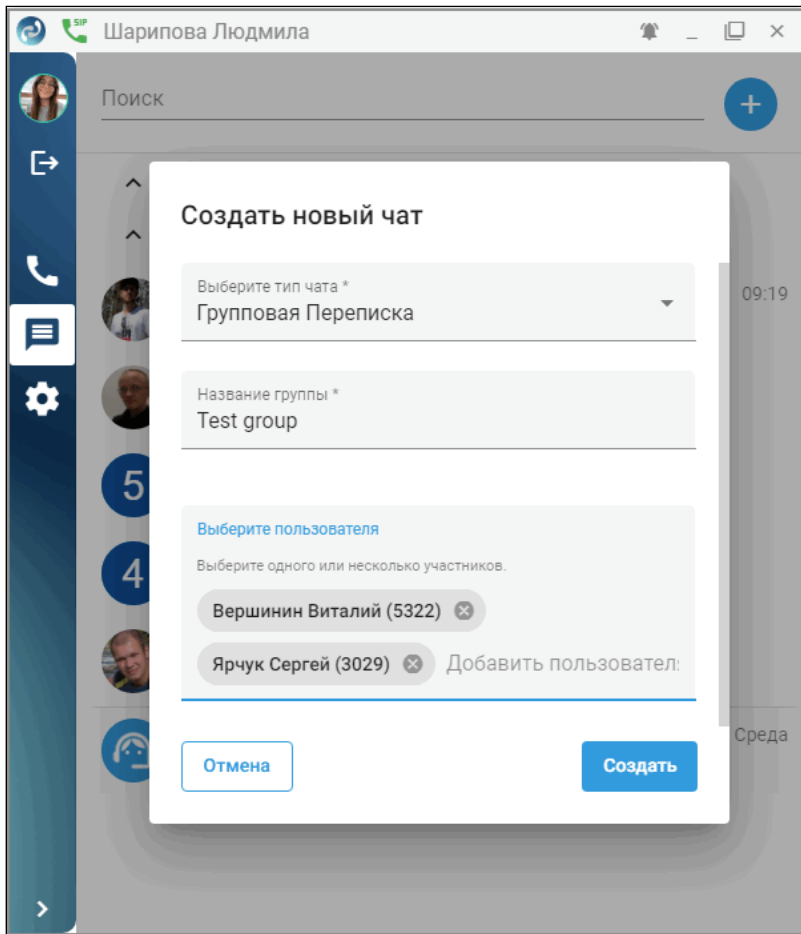 SIP Шарипова Людмила
Поиск
Создать новый чат
Выберите тип чата *
Групповая Переписка
09:19
Название группы *
Test group
5
Выберите пользователя
Выберите одного или несколько участников.
4
Вершинин Виталий (5322)
Ярчук Сергей (3029) Добавить пользовател
Среда
Отмена Создать